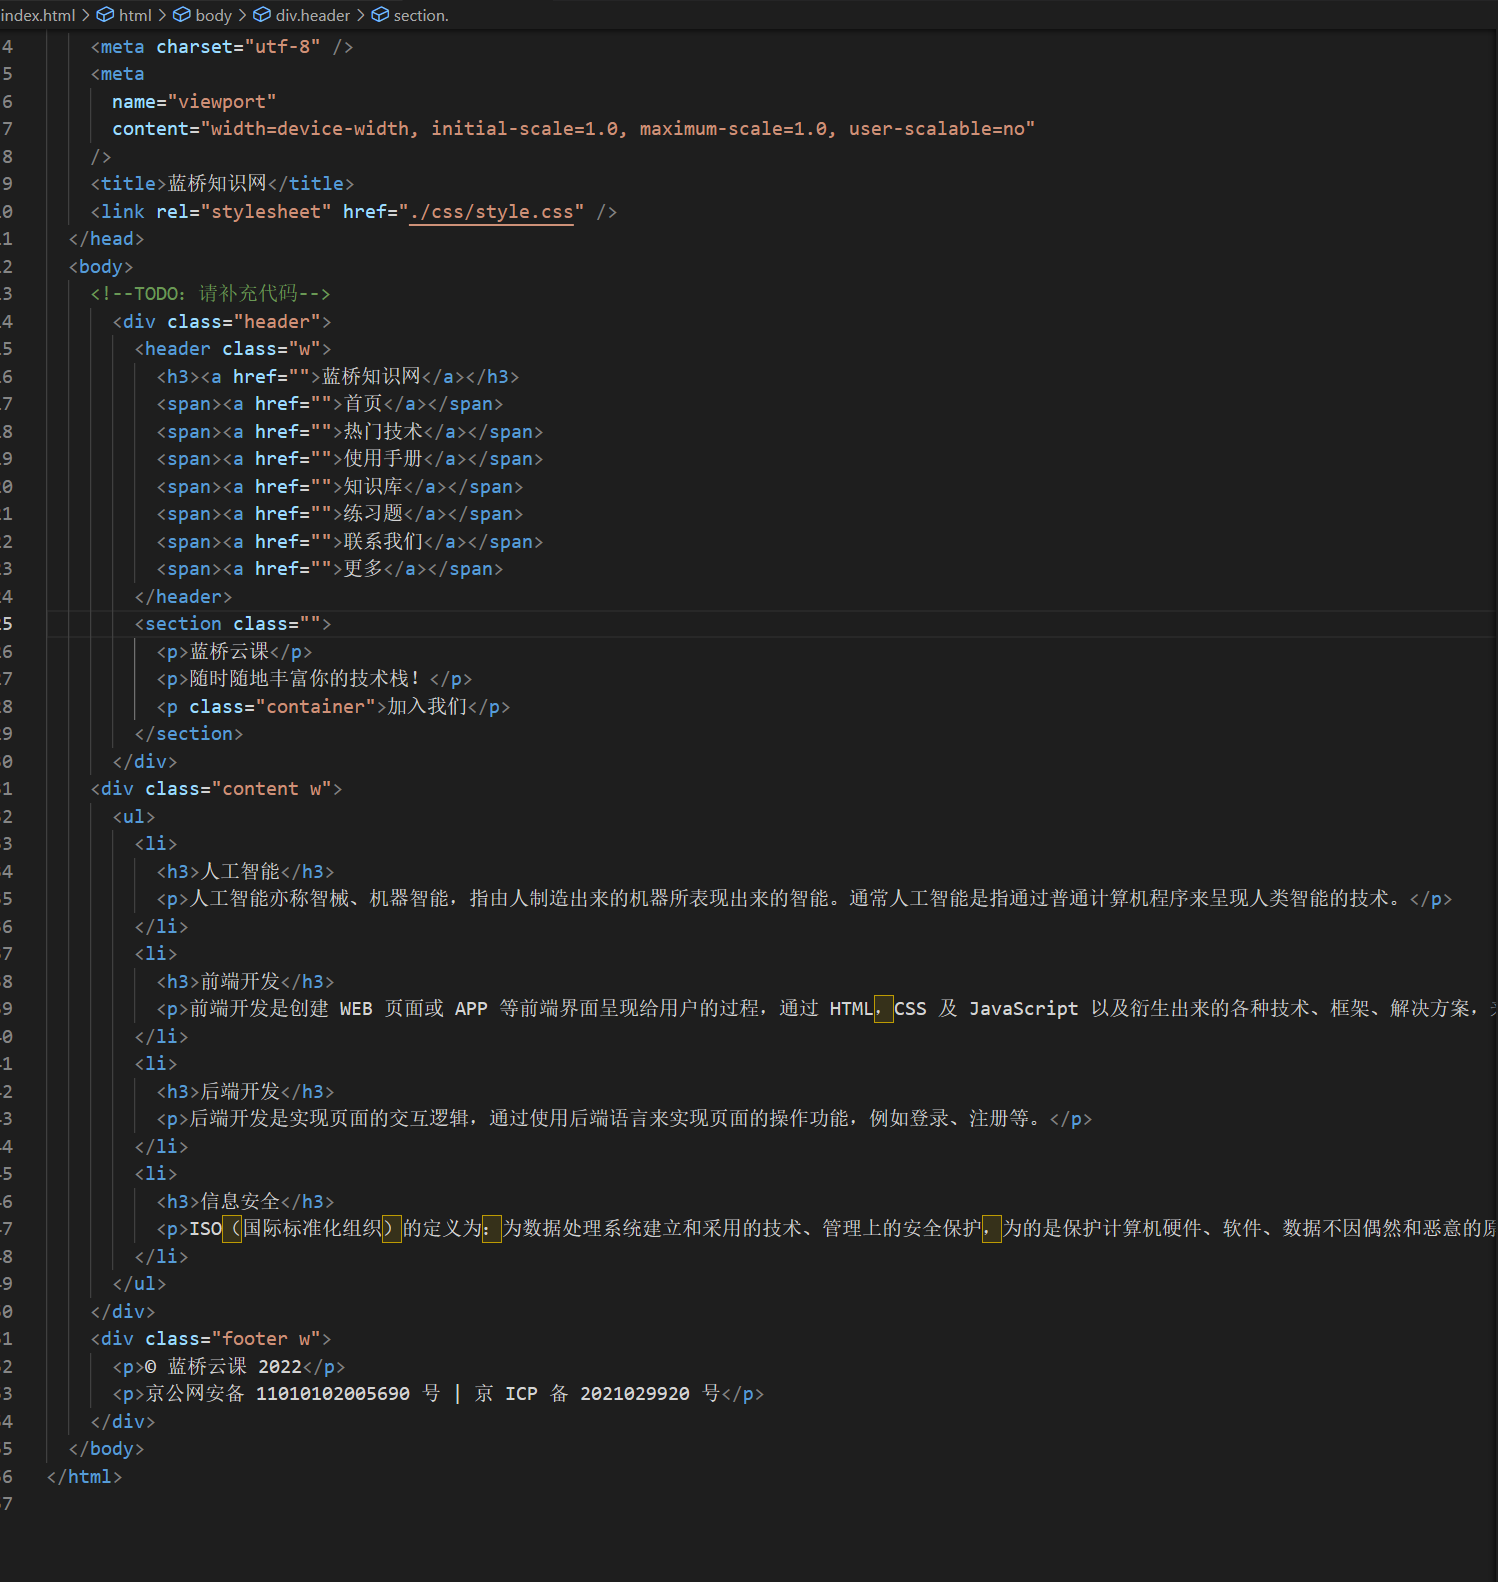 index.html > html > body > div.header > section.
4 <meta charset="utf-8" />
5 <meta
6 name="viewport"
7 content="width=device-width, initial-scale=1.0, maximum-scale=1.0, user-scalable=no"
8 />
9 <title>蓝桥知识网</title>
0 <link rel="stylesheet" href="./css/style.css" />
1 </head>
2 <body>
3 <!--TODO：请补充代码-->
4 <div class="header">
5 <header class="w">
6 <h3><a href="">蓝桥知识网</a></h3>
7 <span><a href="">首页</a></span>
8 <span><a href="">热门技术</a></span>
9 <span><a href="">使用手册</a></span>
0 <span><a href="">知识库</a></span>
1 <span><a href="">练习题</a></span>
2 <span><a href="">联系我们</a></span>
3 <span><a href="">更多</a></span>
4 </header>
5 <section class="">
6 <p>蓝桥云课</p>
7 <p>随时随地丰富你的技术栈！</p>
8 <p class="container">加入我们</p>
9 </section>
0 </div>
1 <div class="content w">
2 <ul>
3 <li>
4 <h3>人工智能</h3>
5 <p>人工智能亦称智械、机器智能，指由人制造出来的机器所表现出来的智能。通常人工智能是指通过普通计算机程序来呈现人类智能的技术。</p>
6 </li>
7 <li>
8 <h3>前端开发</h3>
9 <p>前端开发是创建 WEB 页面或 APP 等前端界面呈现给用户的过程，通过 HTML，CSS 及 JavaScript 以及衍生出来的各种技术、框架、解决方案，
0 </li>
1 <li>
2 <h3>后端开发</h3>
3 <p>后端开发是实现页面的交互逻辑，通过使用后端语言来实现页面的操作功能，例如登录、注册等。</p>
4 </li>
5 <li>
6 <h3>信息安全</h3>
7 <p>ISO（国际标准化组织）的定义为：为数据处理系统建立和采用的技术、管理上的安全保护，为的是保护计算机硬件、软件、数据不因偶然和恶意的原
8 </li>
9 </ul>
0 </div>
1 <div class="footer w">
2 <p>© 蓝桥云课 2022</p>
3 <p>京公网安备 11010102005690 号 | 京 ICP 备 2021029920 号</p>
4 </div>
5 </body>
6 </html>
7